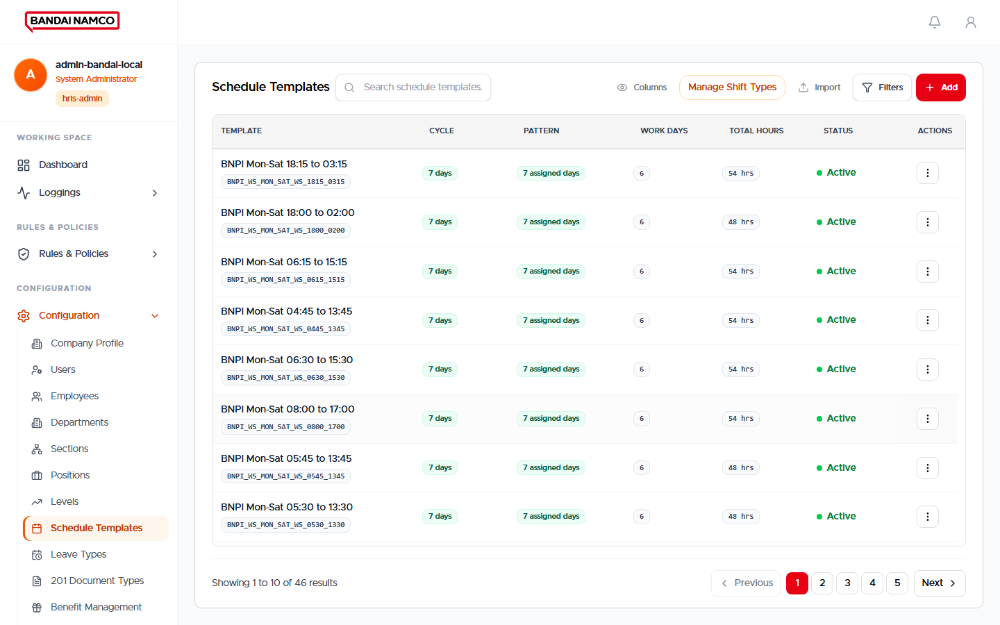 BANDAI NAMCO
A
admin-bandai-local
System Administrator
hris-admin
WORKING SPACE
Dashboard
Loggings
RULES & POLICIES
Rules & Policies
CONFIGURATION
Configuration
Company Profile
Users
Employees
Departments
Sections
Positions
Levels
Schedule Templates
Leave Types
201 Document Types
Benefit Management
Schedule Templates
Search schedule templates.
Columns
Manage Shift Types
Import
Filters
Add
TEMPLATE CYCLE PATTERN WORK DAYS TOTAL HOURS STATUS ACTIONS
BNPI Mon-Sat 18:15 to 03:15
BNPI_WS_MON_SAT_WS_1815_0315
7 days 7 assigned days 6 54 hrs Active
BNPI Mon-Sat 18:00 to 02:00
BNPI_WS_MON_SAT_WS_1800_0200
7 days 7 assigned days 6 48 hrs Active
BNPI Mon-Sat 06:15 to 15:15
BNPI_WS_MON_SAT_WS_0615_1515
7 days 7 assigned days 6 54 hrs Active
BNPI Mon-Sat 04:45 to 13:45
BNPI_WS_MON_SAT_WS_0445_1345
7 days 7 assigned days 6 54 hrs Active
BNPI Mon-Sat 06:30 to 15:30
BNPI_WS_MON_SAT_WS_0630_1530
7 days 7 assigned days 6 54 hrs Active
BNPI Mon-Sat 08:00 to 17:00
BNPI_WS_MON_SAT_WS_0800_1700
7 days 7 assigned days 6 54 hrs Active
BNPI Mon-Sat 05:45 to 13:45
BNPI_WS_MON_SAT_WS_0545_1345
7 days 7 assigned days 6 48 hrs Active
BNPI Mon-Sat 05:30 to 13:30
BNPI_WS_MON_SAT_WS_0530_1330
7 days 7 assigned days 6 48 hrs Active
Showing 1 to 10 of 46 results
Previous 1 2 3 4 5 Next